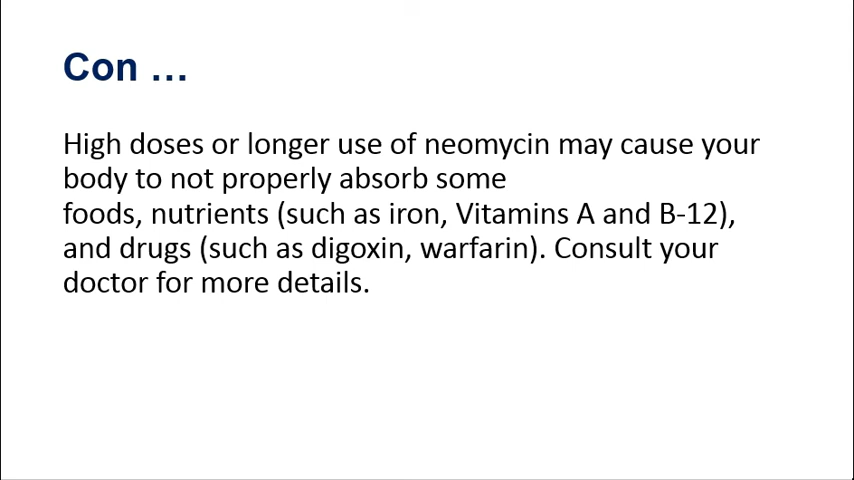 Con …
High doses or longer use of neomycin may cause your
body to not properly absorb some
foods, nutrients (such as iron, Vitamins A and B-12),
and drugs (such as digoxin, warfarin). Consult your
doctor for more details.